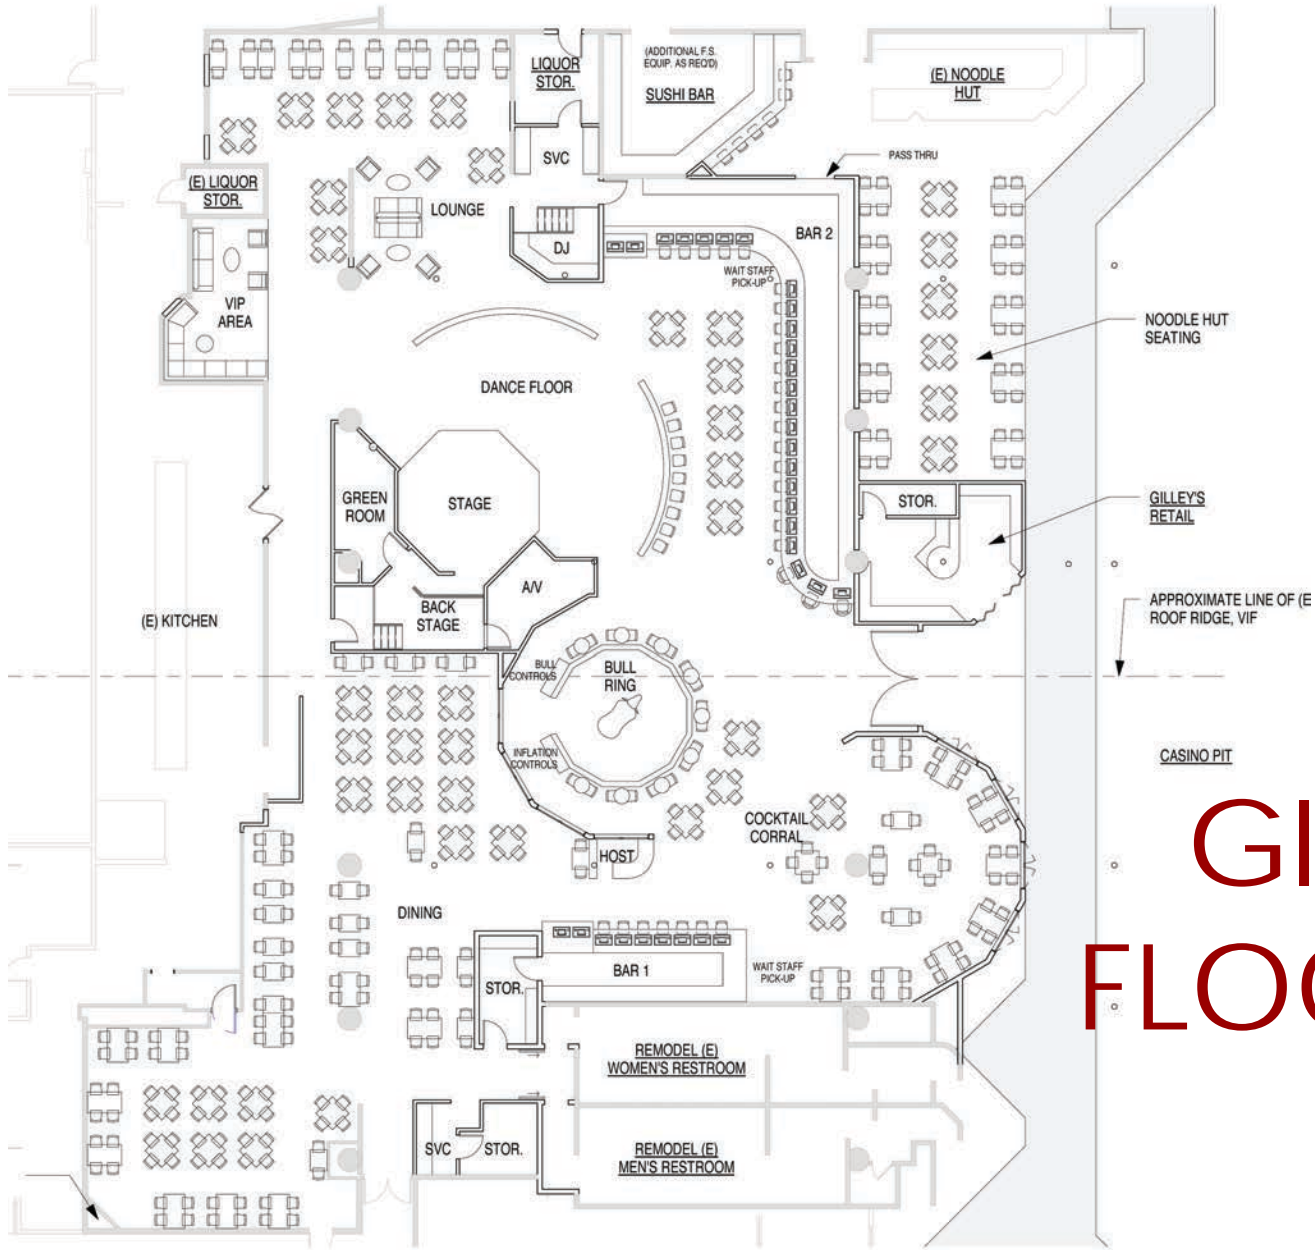 LIQUOR
STOR.
(ADDITIONAL F.S.
EQUIP. AS REQ'D)
SUSHI BAR
(E) NOODLE
HUT
SVC
PASS THRU
(E) LIQUOR
STOR.
LOUNGE
DJ
BAR 2
WAIT STAFF
PICK-UP
VIP
AREA
NOODLE HUT
SEATING
DANCE FLOOR
GREEN
ROOM
STAGE
STOR.
GILLEY'S
RETAIL
A/V
BACK
STAGE
(E) KITCHEN
APPROXIMATE LINE OF (E
ROOF RIDGE, VIF
BULL
CONTROLS
BULL
RING
INFLATION
CONTROLS
CASINO PIT
COCKTAIL
CORRAL
HOST
GI
DINING
FLOO
BAR 1
WAIT STAFF
PICK-UP
STOR.
REMODEL (E)
WOMEN'S RESTROOM
SVC
STOR.
REMODEL (E)
MEN'S RESTROOM